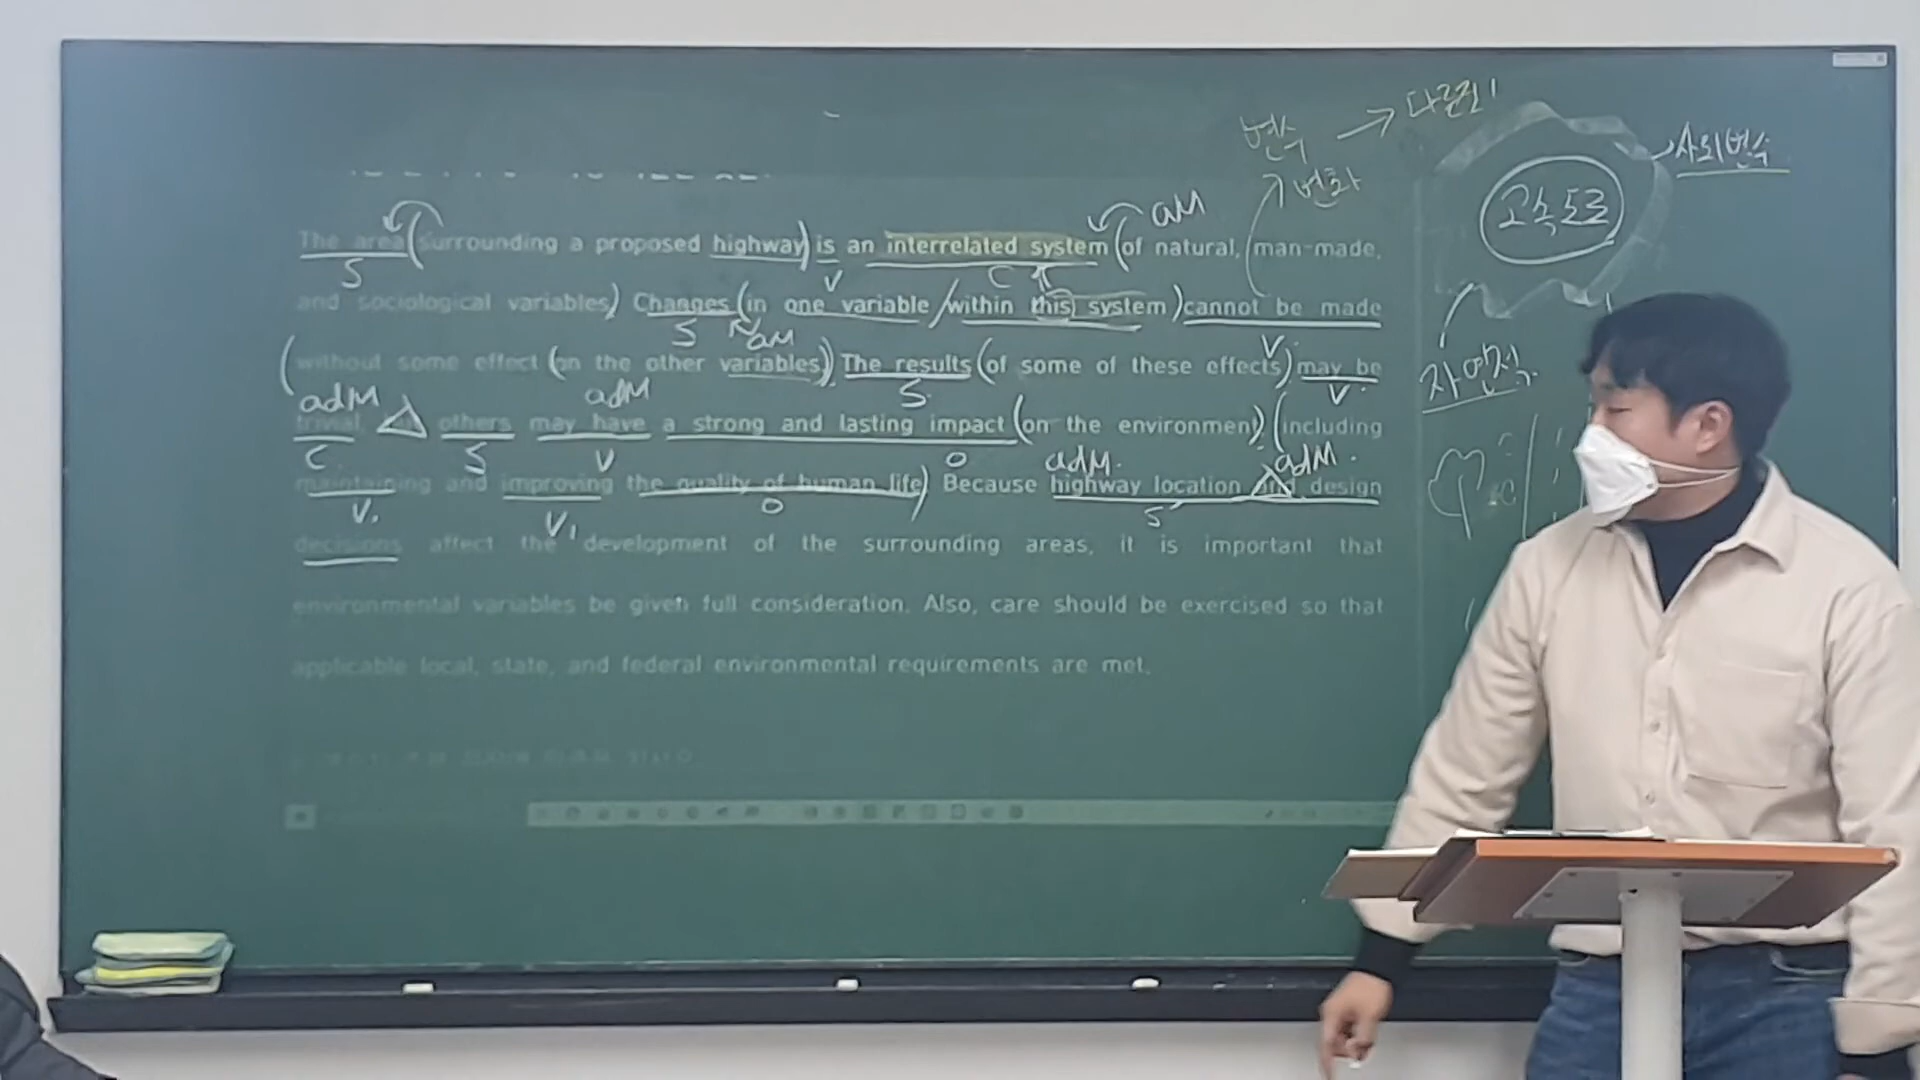 변수 → 다른 1
변화
고속도로
사회변수
The area (surrounding a proposed highway) is an interrelated system (of natural, man-made,
aM
S
V
C
and sociological variables) Changes (in one variable / within this system) cannot be made
S
aM
V
(without some effect (on the other variables)) The results (of some of these effects) may be
adM
adM
S
V
자연적
trivial, others may have a strong and lasting impact (on the environment), (including
C
S
V
O
adM.
adM.
maintaining and improving the quality of human life) Because highway location and design
V1
V1
O
S'
decisions affect the development of the surrounding areas, it is important that
environmental variables be given full consideration. Also, care should be exercised so that
applicable local, state, and federal environmental requirements are met.